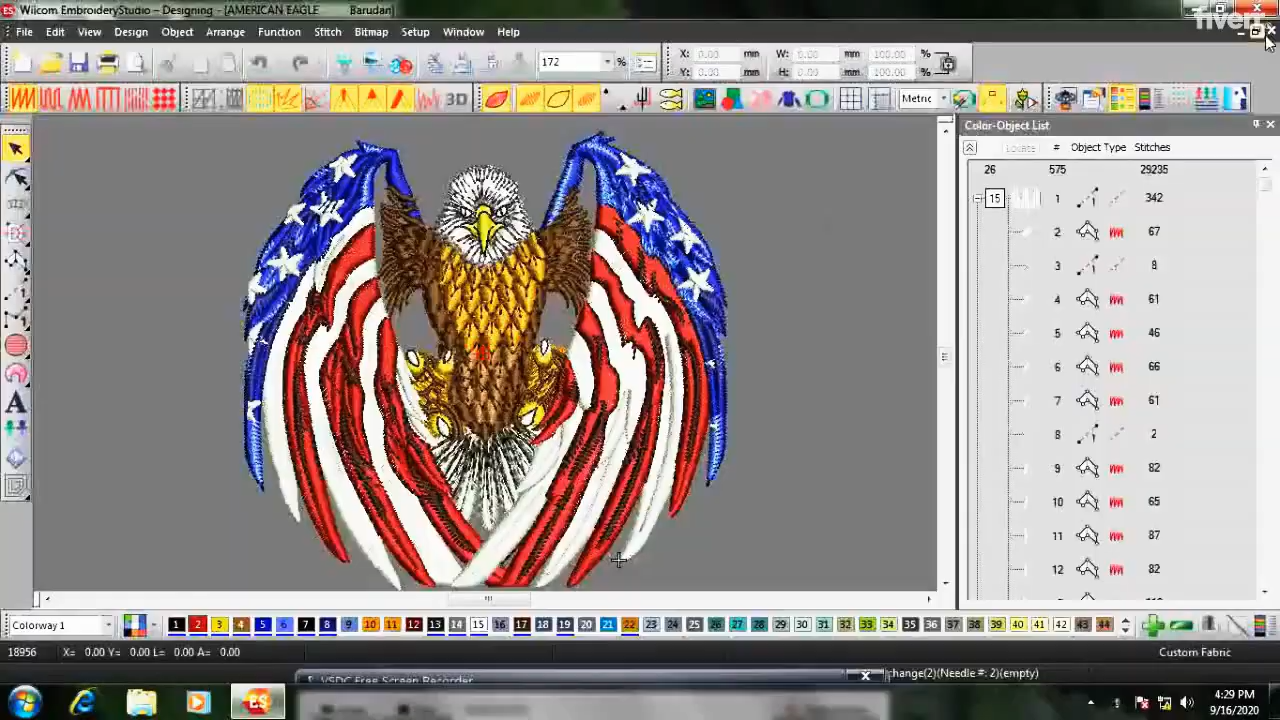 ES Wilcom EmbroideryStudio – Designing - [AMERICAN EAGLE Barudan]
fiverr
File Edit View Design Object Arrange Function Stitch Bitmap Setup Window Help
172 %
X: 0.00 mm W: 0.00 mm 100.00 %
Y: 0.00 mm H: 0.00 mm 100.00 %
3D
Metric
Color-Object List
Locate # Object Type Stitches
26 575 29235
15 1 342
2 67
3 8
4 61
5 46
6 66
7 61
8 2
9 82
10 65
11 87
12 82
A
Colorway 1 1 2 3 4 5 6 7 8 9 10 11 12 13 14 15 16 17 18 19 20 21 22 23 24 25 26 27 28 29 30 31 32 33 34 35 36 37 38 39 40 41 42 43 44
18956 X= 0.00 Y= 0.00 L= 0.00 A= 0.00
Custom Fabric
VSDC Free Screen Recorder
change(2)(Needle #: 2)(empty)
ES
4:29 PM
9/16/2020